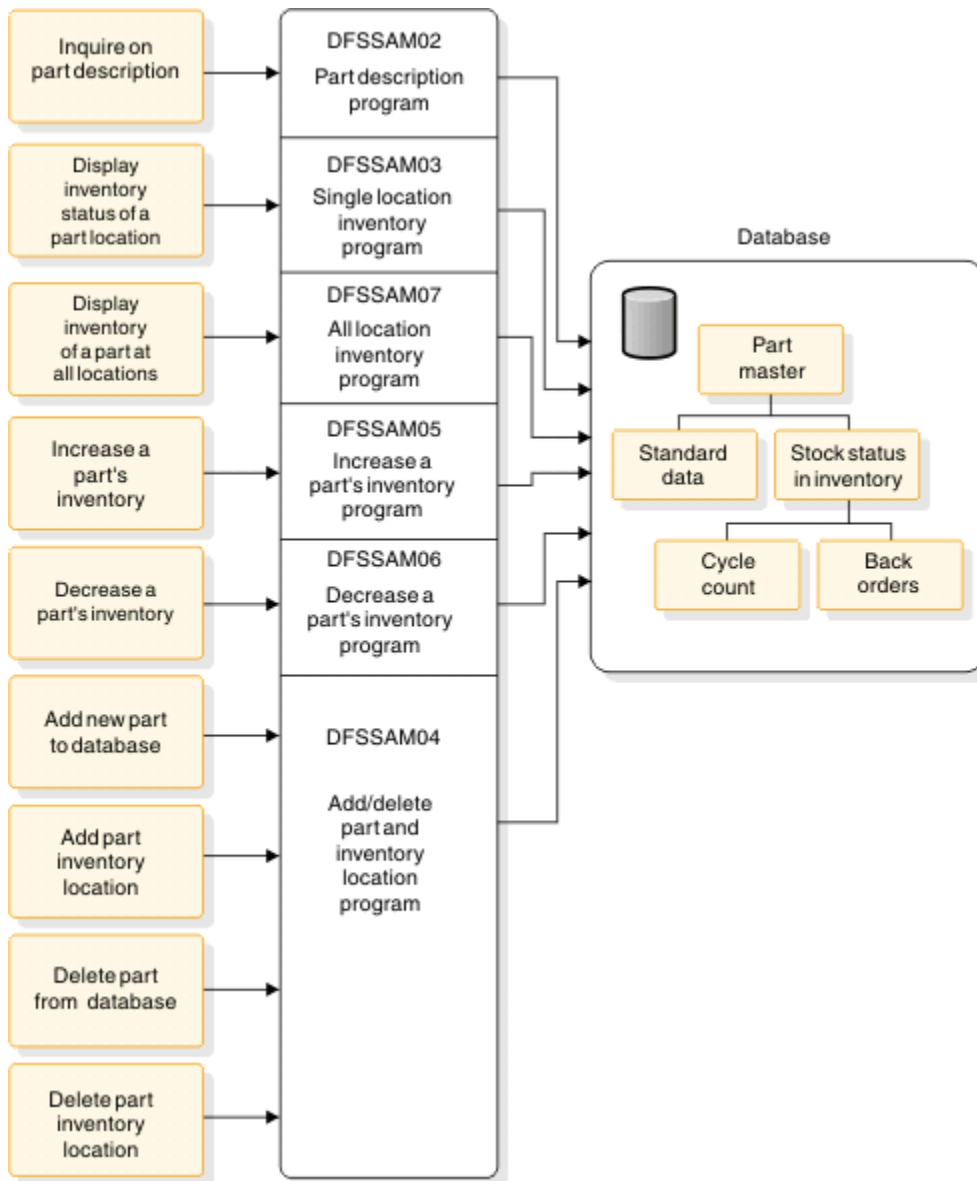 Inquire on
part description
Display
inventory
status of a
part location
Display
inventory
of a part at
all locations
Increase a
part's
inventory
Decrease a
part's inventory
Add new part
to database
Add part
inventory
location
Delete part
from database
Delete part
inventory
location
DFSSAM02
Part description
program
DFSSAM03
Single location
inventory
program
DFSSAM07
All location
inventory
program
DFSSAM05
Increase a
part's inventory
program
DFSSAM06
Decrease a
part's inventory
program
DFSSAM04
Add/delete
part and
inventory
location
program
Database
Part
master
Standard
data
Stock status
in inventory
Cycle
count
Back
orders